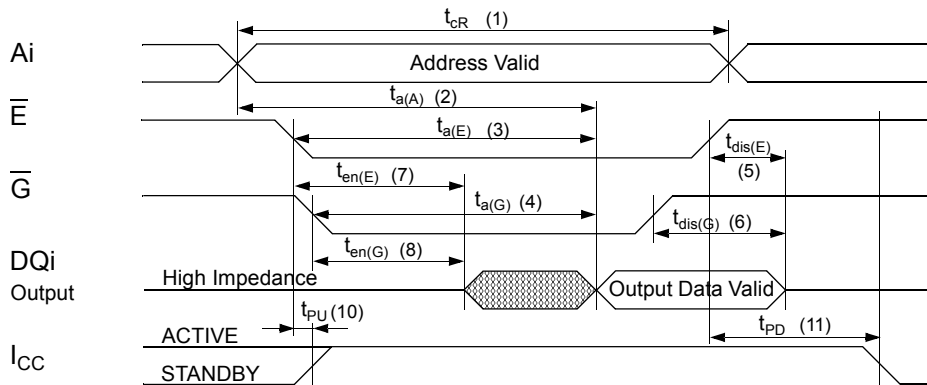 t_cR (1)
Ai
Address Valid
t_a(A) (2)
E̅
t_a(E) (3)
t_dis(E)
(5)
t_en(E) (7)
G̅
t_a(G) (4)
t_dis(G) (6)
t_en(G) (8)
DQi
Output
High Impedance
Output Data Valid
t_PU (10)
t_PD (11)
ACTIVE
I_CC
STANDBY